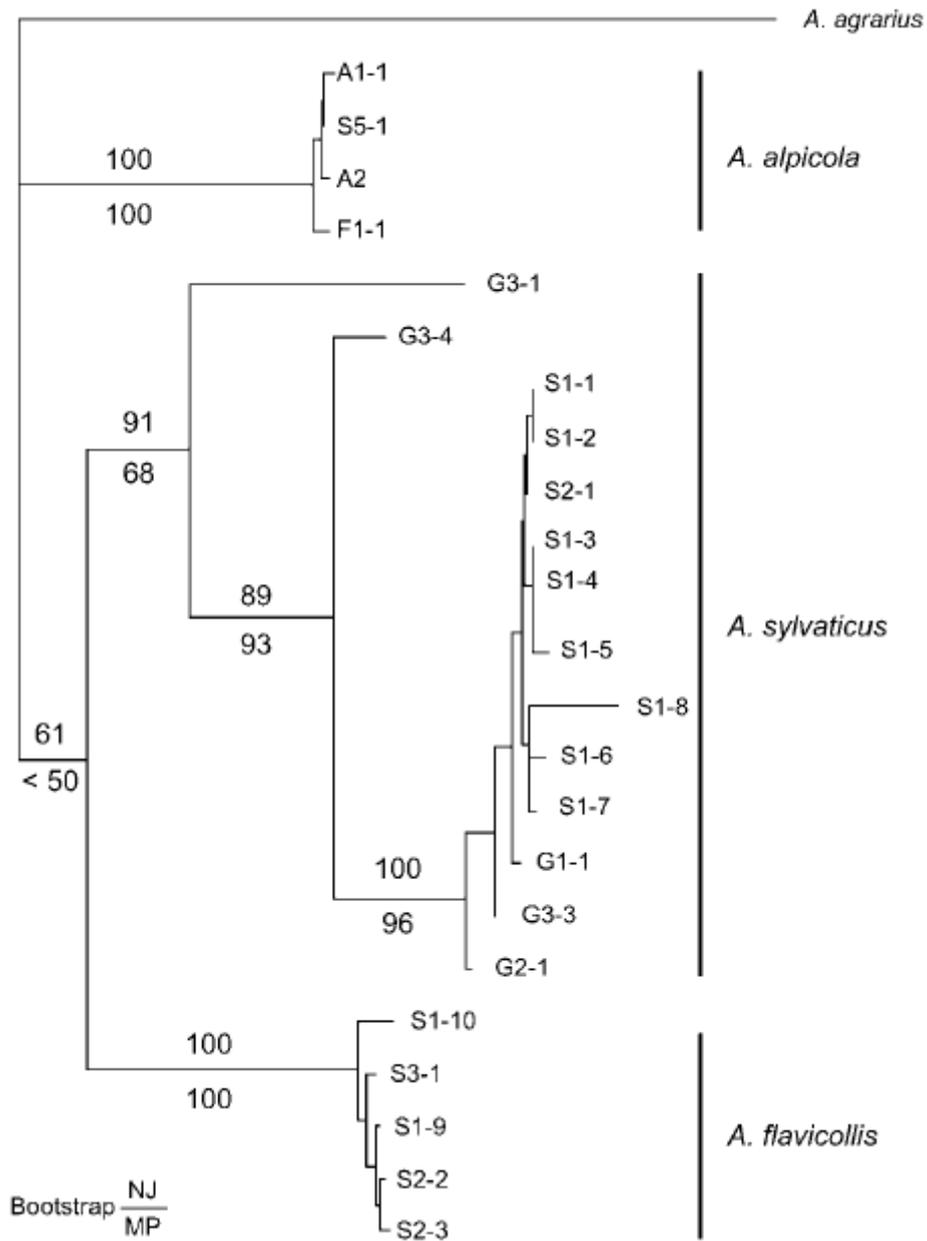 A. agrarius
A1-1
S5-1
A. alpicola
100
A2
100
F1-1
G3-1
G3-4
S1-1
S1-2
91
68
S2-1
S1-3
S1-4
89
93
A. sylvaticus
S1-5
S1-8
61
< 50
S1-6
S1-7
100
96
G1-1
G3-3
G2-1
S1-10
100
100
S3-1
S1-9
A. flavicollis
S2-2
S2-3
Bootstrap NJ
MP